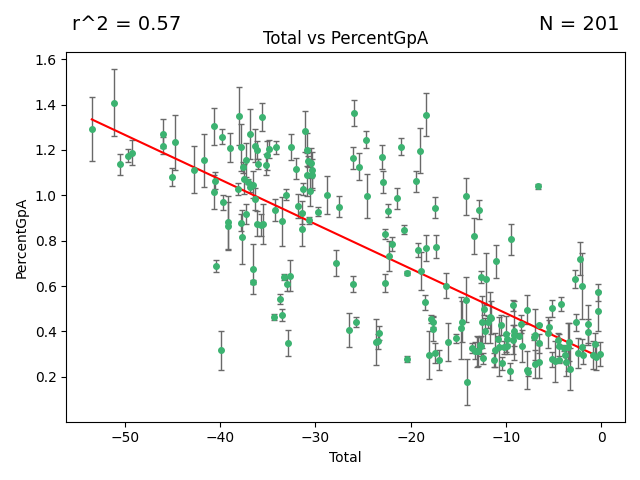 r^2 = 0.57
N = 201
Total vs PercentGpA
1.6
1.4
1.2
1.0
0.8
0.6
0.4
0.2
PercentGpA
−50
−40
−30
−20
−10
0
Total